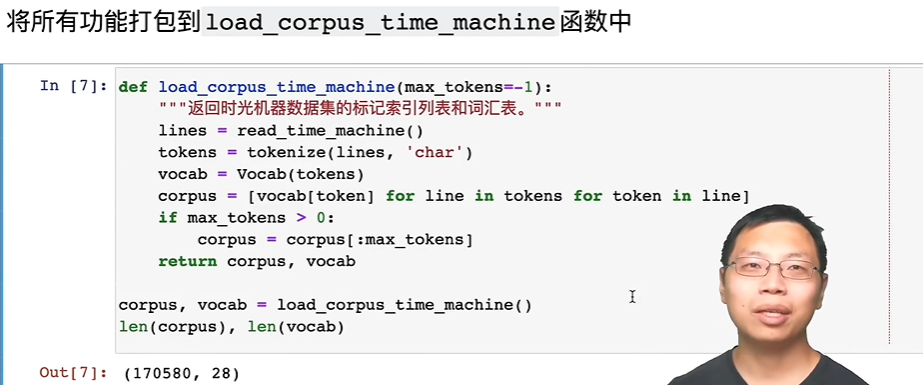 将所有功能打包到load_corpus_time_machine函数中
In [7]: def load_corpus_time_machine(max_tokens=-1):
"""返回时光机器数据集的标记索引列表和词汇表。"""
lines = read_time_machine()
tokens = tokenize(lines, 'char')
vocab = Vocab(tokens)
corpus = [vocab[token] for line in tokens for token in line]
if max_tokens > 0:
corpus = corpus[:max_tokens]
return corpus, vocab
corpus, vocab = load_corpus_time_machine()
len(corpus), len(vocab)
Out[7]: (170580, 28)